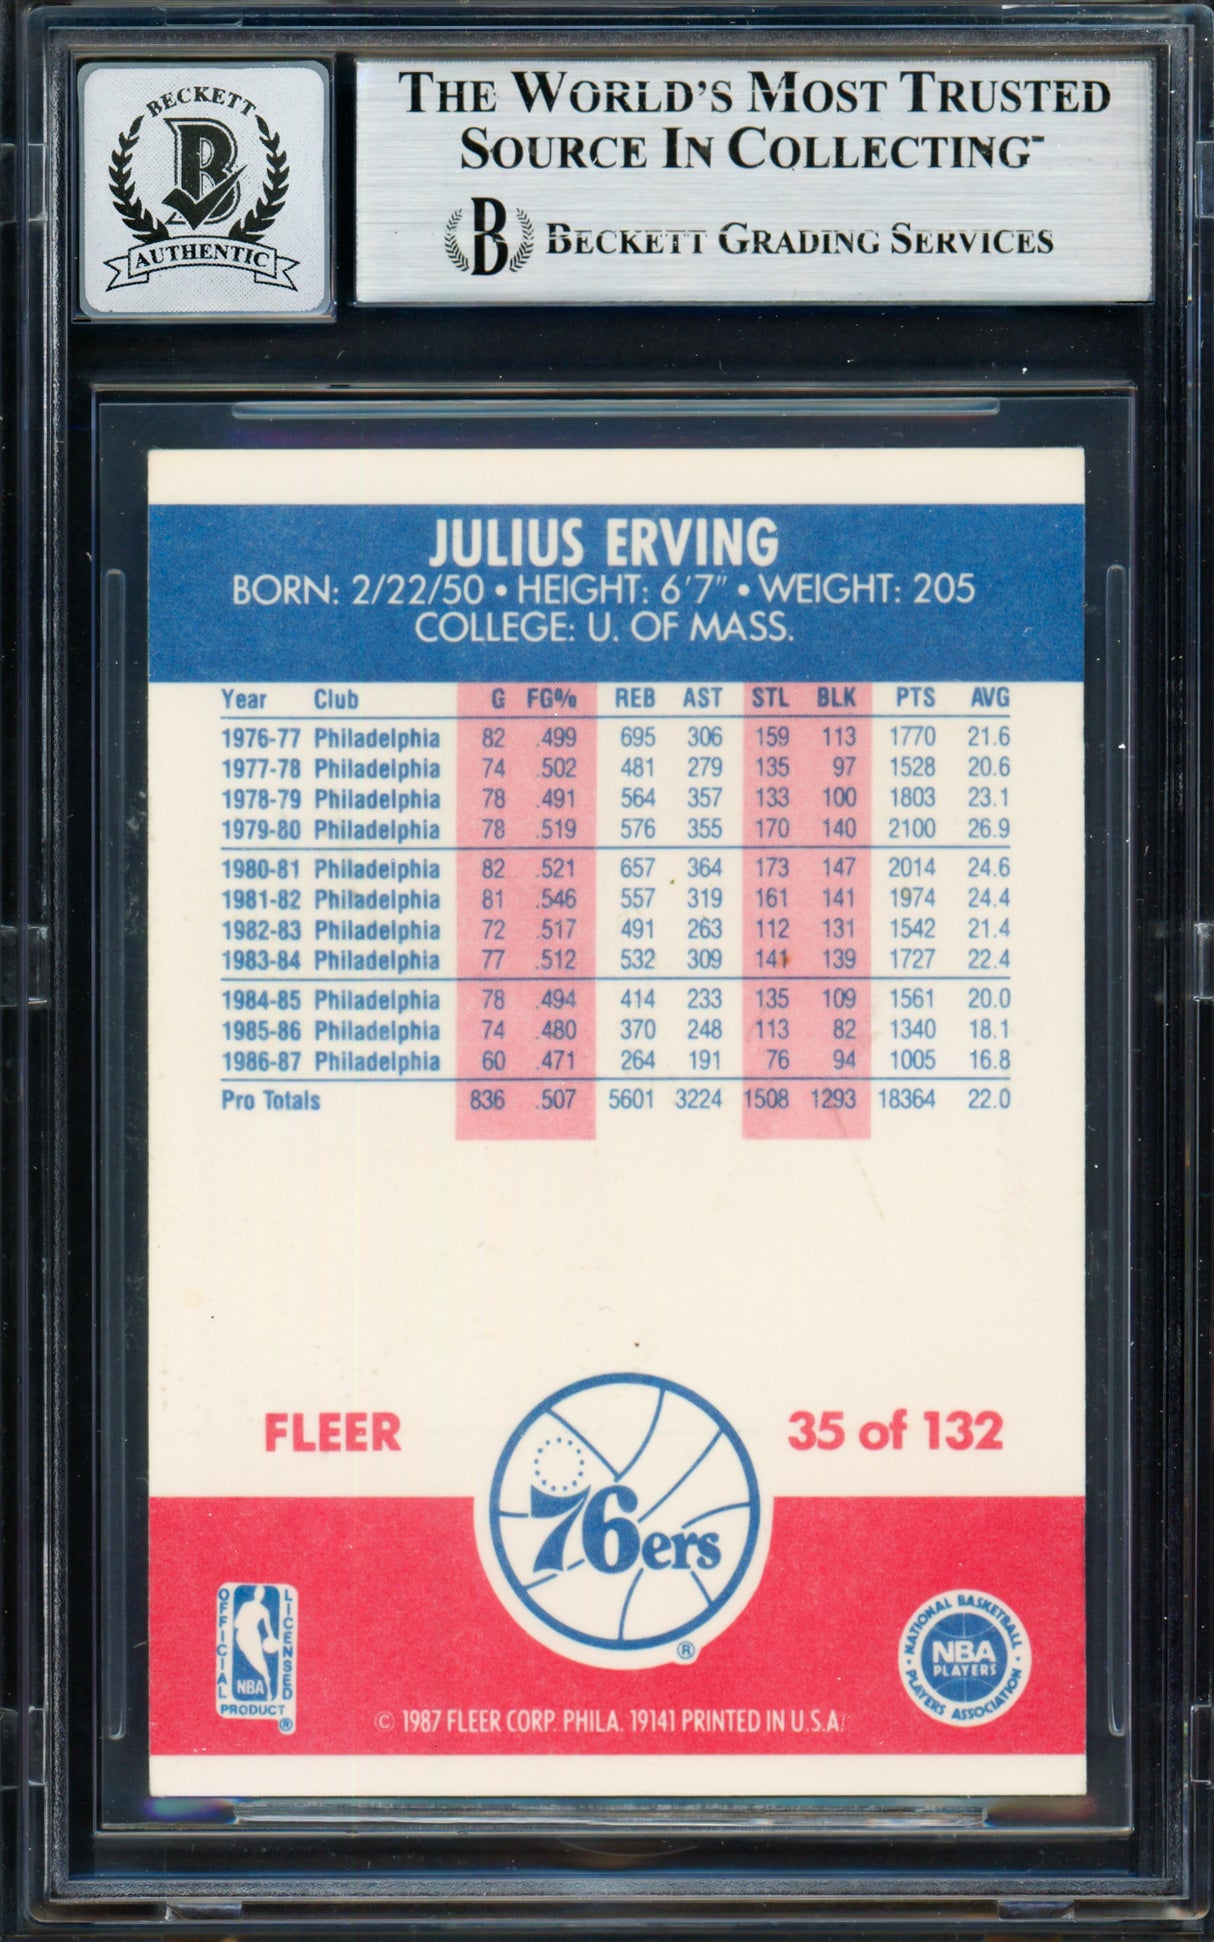 BECKETT
B
AUTHENTIC
THE WORLD'S MOST TRUSTED
SOURCE IN COLLECTING™
B BECKETT GRADING SERVICES
JULIUS ERVING
BORN: 2/22/50 • HEIGHT: 6'7" • WEIGHT: 205
COLLEGE: U. OF MASS.
Year Club G FG% REB AST STL BLK PTS AVG
1976-77 Philadelphia 82 .499 695 306 159 113 1770 21.6
1977-78 Philadelphia 74 .502 481 279 135 97 1528 20.6
1978-79 Philadelphia 78 .491 564 357 133 100 1803 23.1
1979-80 Philadelphia 78 .519 576 355 170 140 2100 26.9
1980-81 Philadelphia 82 .521 657 364 173 147 2014 24.6
1981-82 Philadelphia 81 .546 557 319 161 141 1974 24.4
1982-83 Philadelphia 72 .517 491 263 112 131 1542 21.4
1983-84 Philadelphia 77 .512 532 309 141 139 1727 22.4
1984-85 Philadelphia 78 .494 414 233 135 109 1561 20.0
1985-86 Philadelphia 74 .480 370 248 113 82 1340 18.1
1986-87 Philadelphia 60 .471 264 191 76 94 1005 16.8
Pro Totals 836 .507 5601 3224 1508 1293 18364 22.0
FLEER 35 of 132
76ers
®
OFFICIAL LICENSED
NBA
PRODUCT
®
NATIONAL BASKETBALL
NBA
PLAYERS
PLAYERS ASSOCIATION
© 1987 FLEER CORP. PHILA. 19141 PRINTED IN U.S.A.